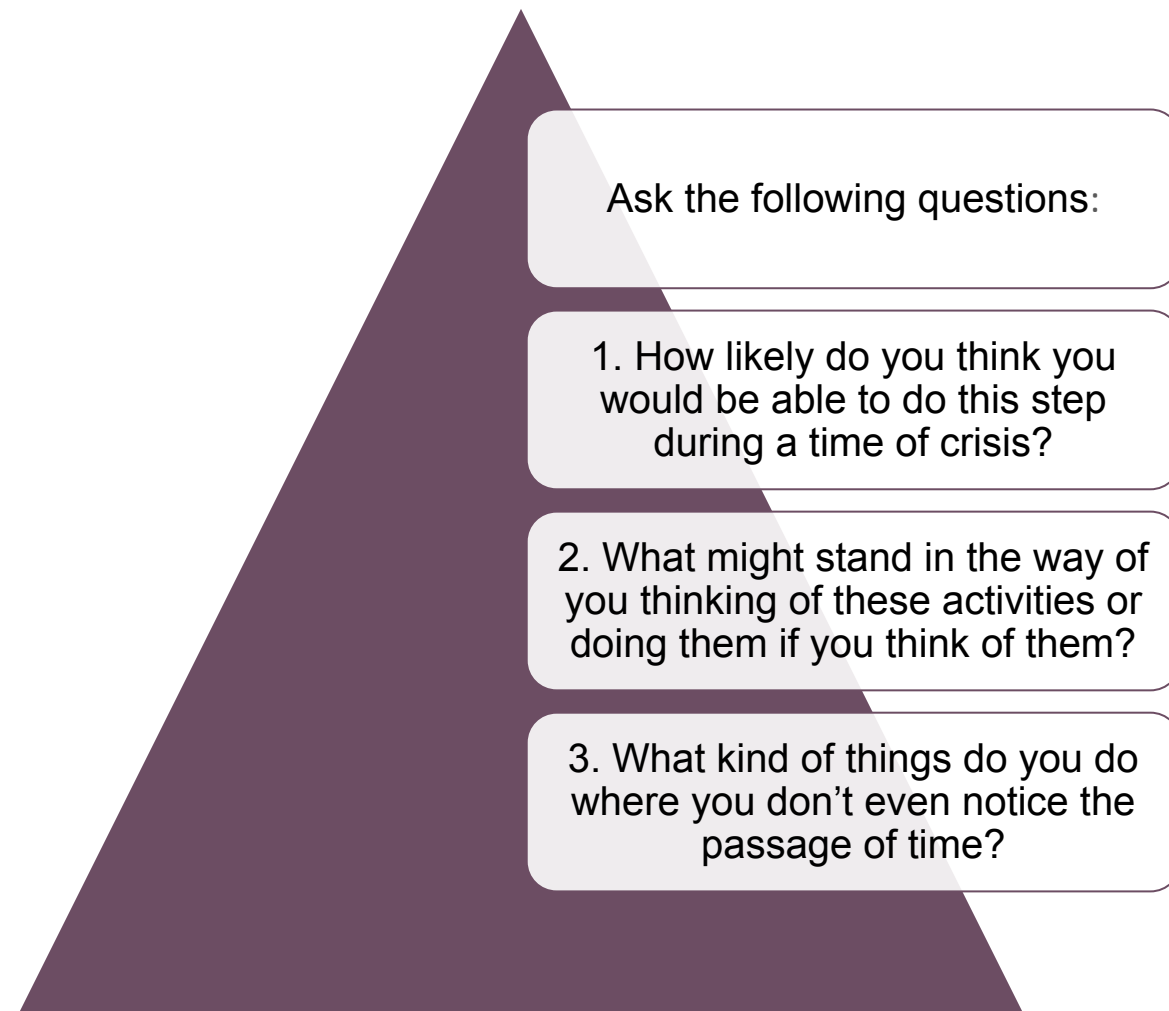 Ask the following questions:
1. How likely do you think you
would be able to do this step
during a time of crisis?
2. What might stand in the way of
you thinking of these activities or
doing them if you think of them?
3. What kind of things do you do
where you don’t even notice the
passage of time?